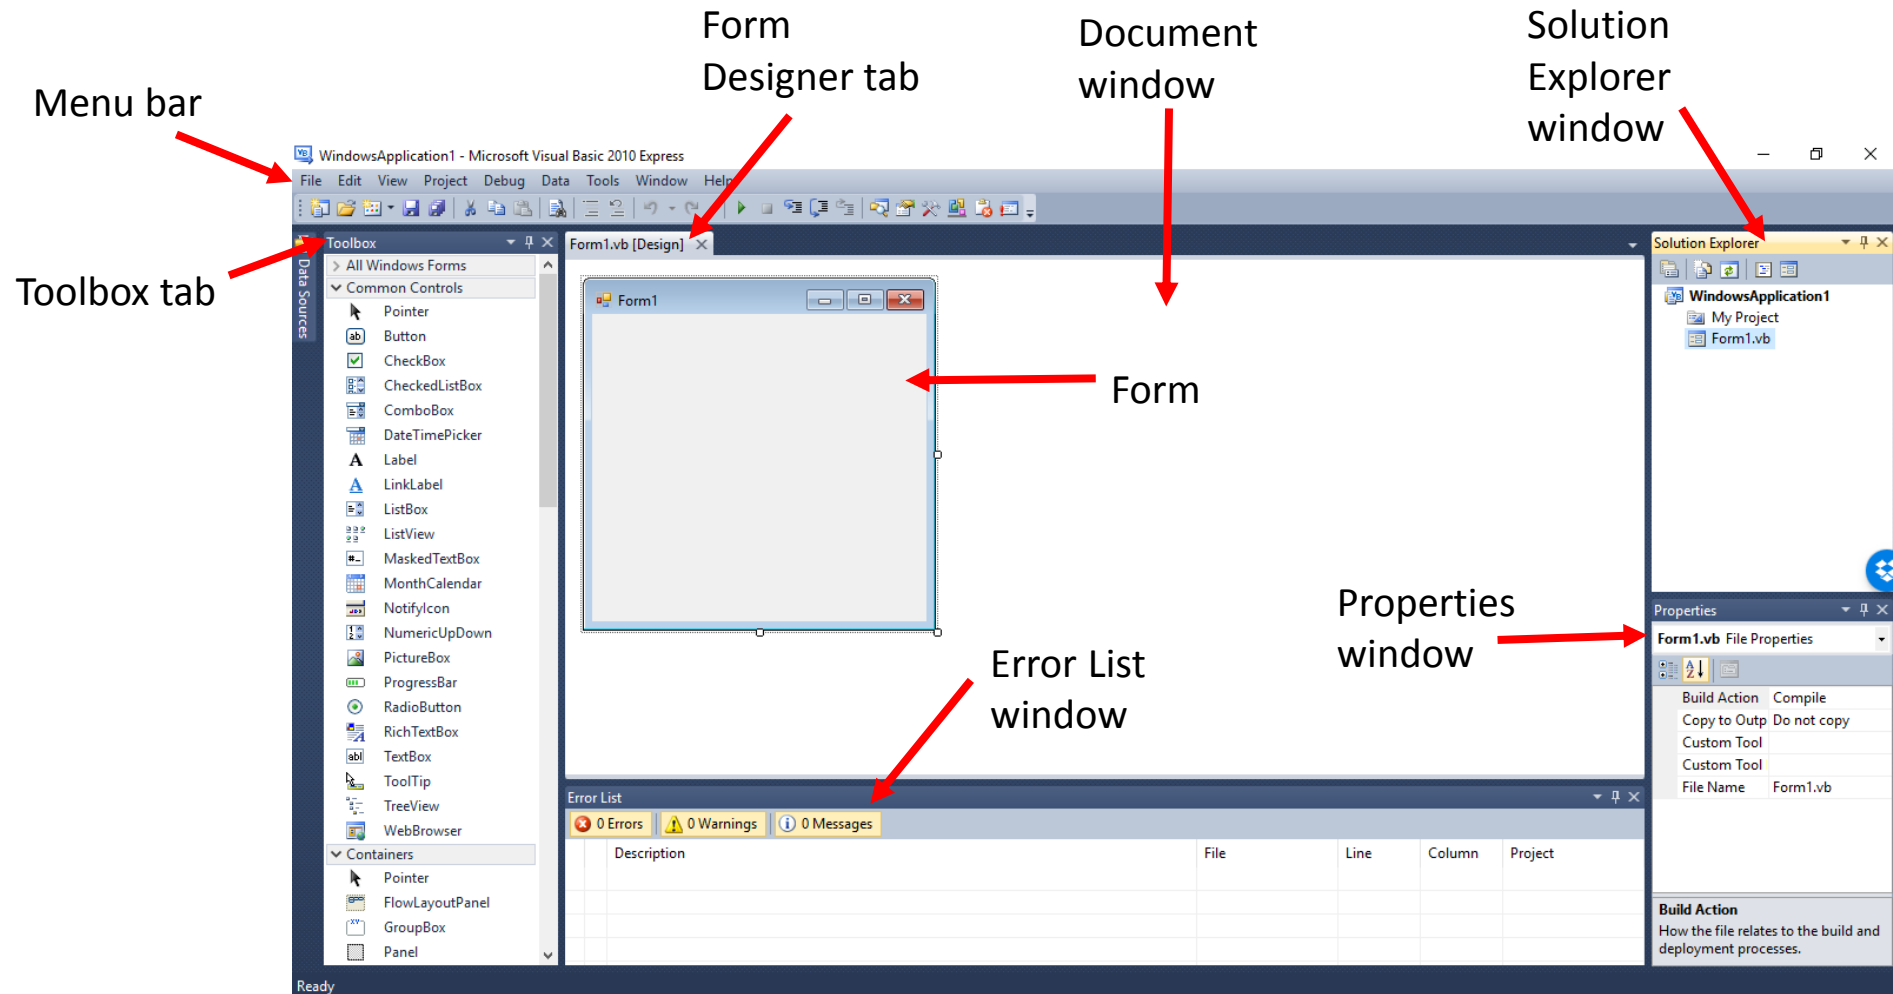 Form
Designer tab
Document
window
Solution
Explorer
window
Menu bar
WindowsApplication1 - Microsoft Visual Basic 2010 Express
File Edit View Project Debug Data Tools Window Help
Toolbox tab
Data Sources
Toolbox
All Windows Forms
Common Controls
Pointer
Button
CheckBox
CheckedListBox
ComboBox
DateTimePicker
Label
LinkLabel
ListBox
ListView
MaskedTextBox
MonthCalendar
NotifyIcon
NumericUpDown
PictureBox
ProgressBar
RadioButton
RichTextBox
TextBox
ToolTip
TreeView
WebBrowser
Containers
Pointer
FlowLayoutPanel
GroupBox
Panel
Form1.vb [Design]
Form1
Form
Error List
window
Properties
window
Error List
0 Errors 0 Warnings 0 Messages
Description File Line Column Project
Solution Explorer
WindowsApplication1
My Project
Form1.vb
Properties
Form1.vb File Properties
Build Action Compile
Copy to Outp Do not copy
Custom Tool
Custom Tool
File Name Form1.vb
Build Action
How the file relates to the build and
deployment processes.
Ready